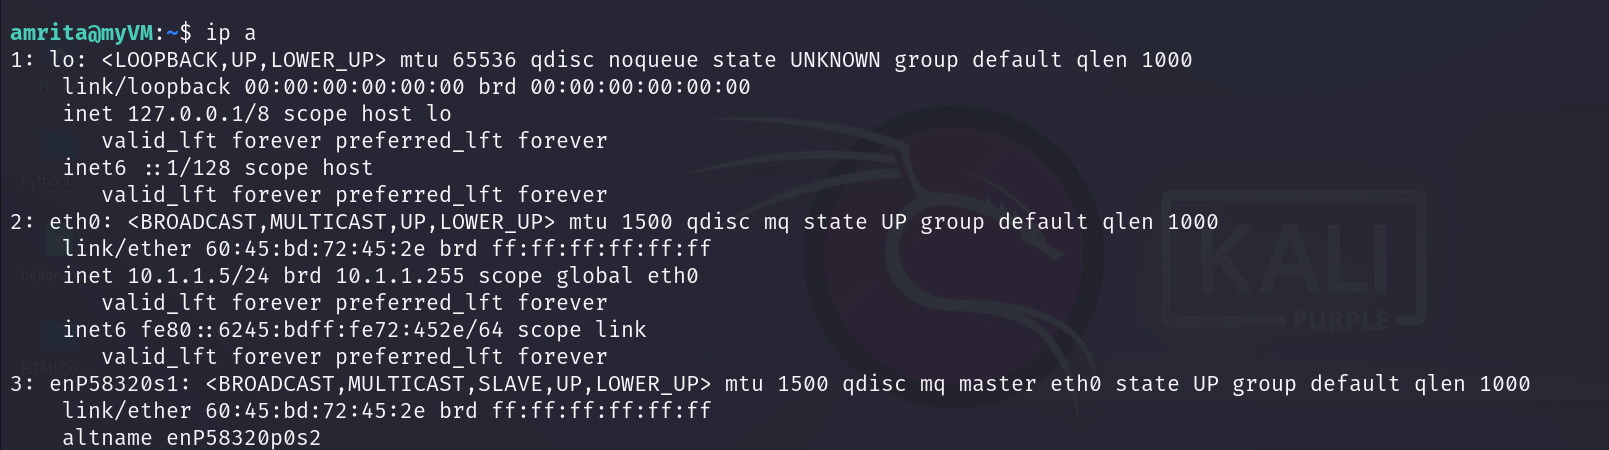 amrita@myVM:~$ ip a
1: lo: <LOOPBACK,UP,LOWER_UP> mtu 65536 qdisc noqueue state UNKNOWN group default qlen 1000
    link/loopback 00:00:00:00:00:00 brd 00:00:00:00:00:00
    inet 127.0.0.1/8 scope host lo
       valid_lft forever preferred_lft forever
    inet6 ::1/128 scope host
       valid_lft forever preferred_lft forever
2: eth0: <BROADCAST,MULTICAST,UP,LOWER_UP> mtu 1500 qdisc mq state UP group default qlen 1000
    link/ether 60:45:bd:72:45:2e brd ff:ff:ff:ff:ff:ff
    inet 10.1.1.5/24 brd 10.1.1.255 scope global eth0
       valid_lft forever preferred_lft forever
    inet6 fe80::6245:bdff:fe72:452e/64 scope link
       valid_lft forever preferred_lft forever
3: enP58320s1: <BROADCAST,MULTICAST,SLAVE,UP,LOWER_UP> mtu 1500 qdisc mq master eth0 state UP group default qlen 1000
    link/ether 60:45:bd:72:45:2e brd ff:ff:ff:ff:ff:ff
    altname enP58320p0s2
KALI
PURPLE